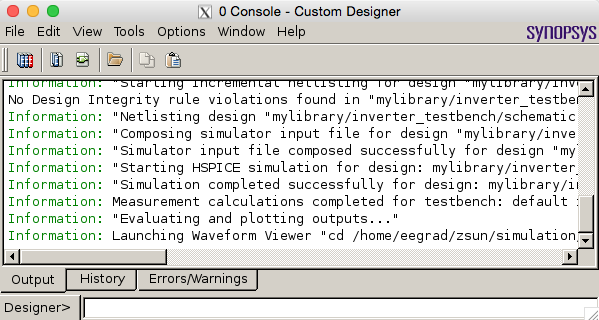 0 Console - Custom Designer
File Edit View Tools Options Window Help
SYNOPSYS
Information: "Starting incremental netlisting for design "mylibrary/inve
No Design Integrity rule violations found in "mylibrary/inverter_testben
Information: "Netlisting design "mylibrary/inverter_testbench/schematic
Information: "Composing simulator input file for design "mylibrary/inve
Information: "Simulator input file composed successfully for design "my
Information: "Starting HSPICE simulation for design: mylibrary/inverter_
Information: "Simulation completed successfully for design: mylibrary/i
Information: Measurement calculations completed for testbench: default
Information: "Evaluating and plotting outputs..."
Information: Launching Waveform Viewer "cd /home/eegrad/zsun/simulation
Output History Errors/Warnings
Designer>